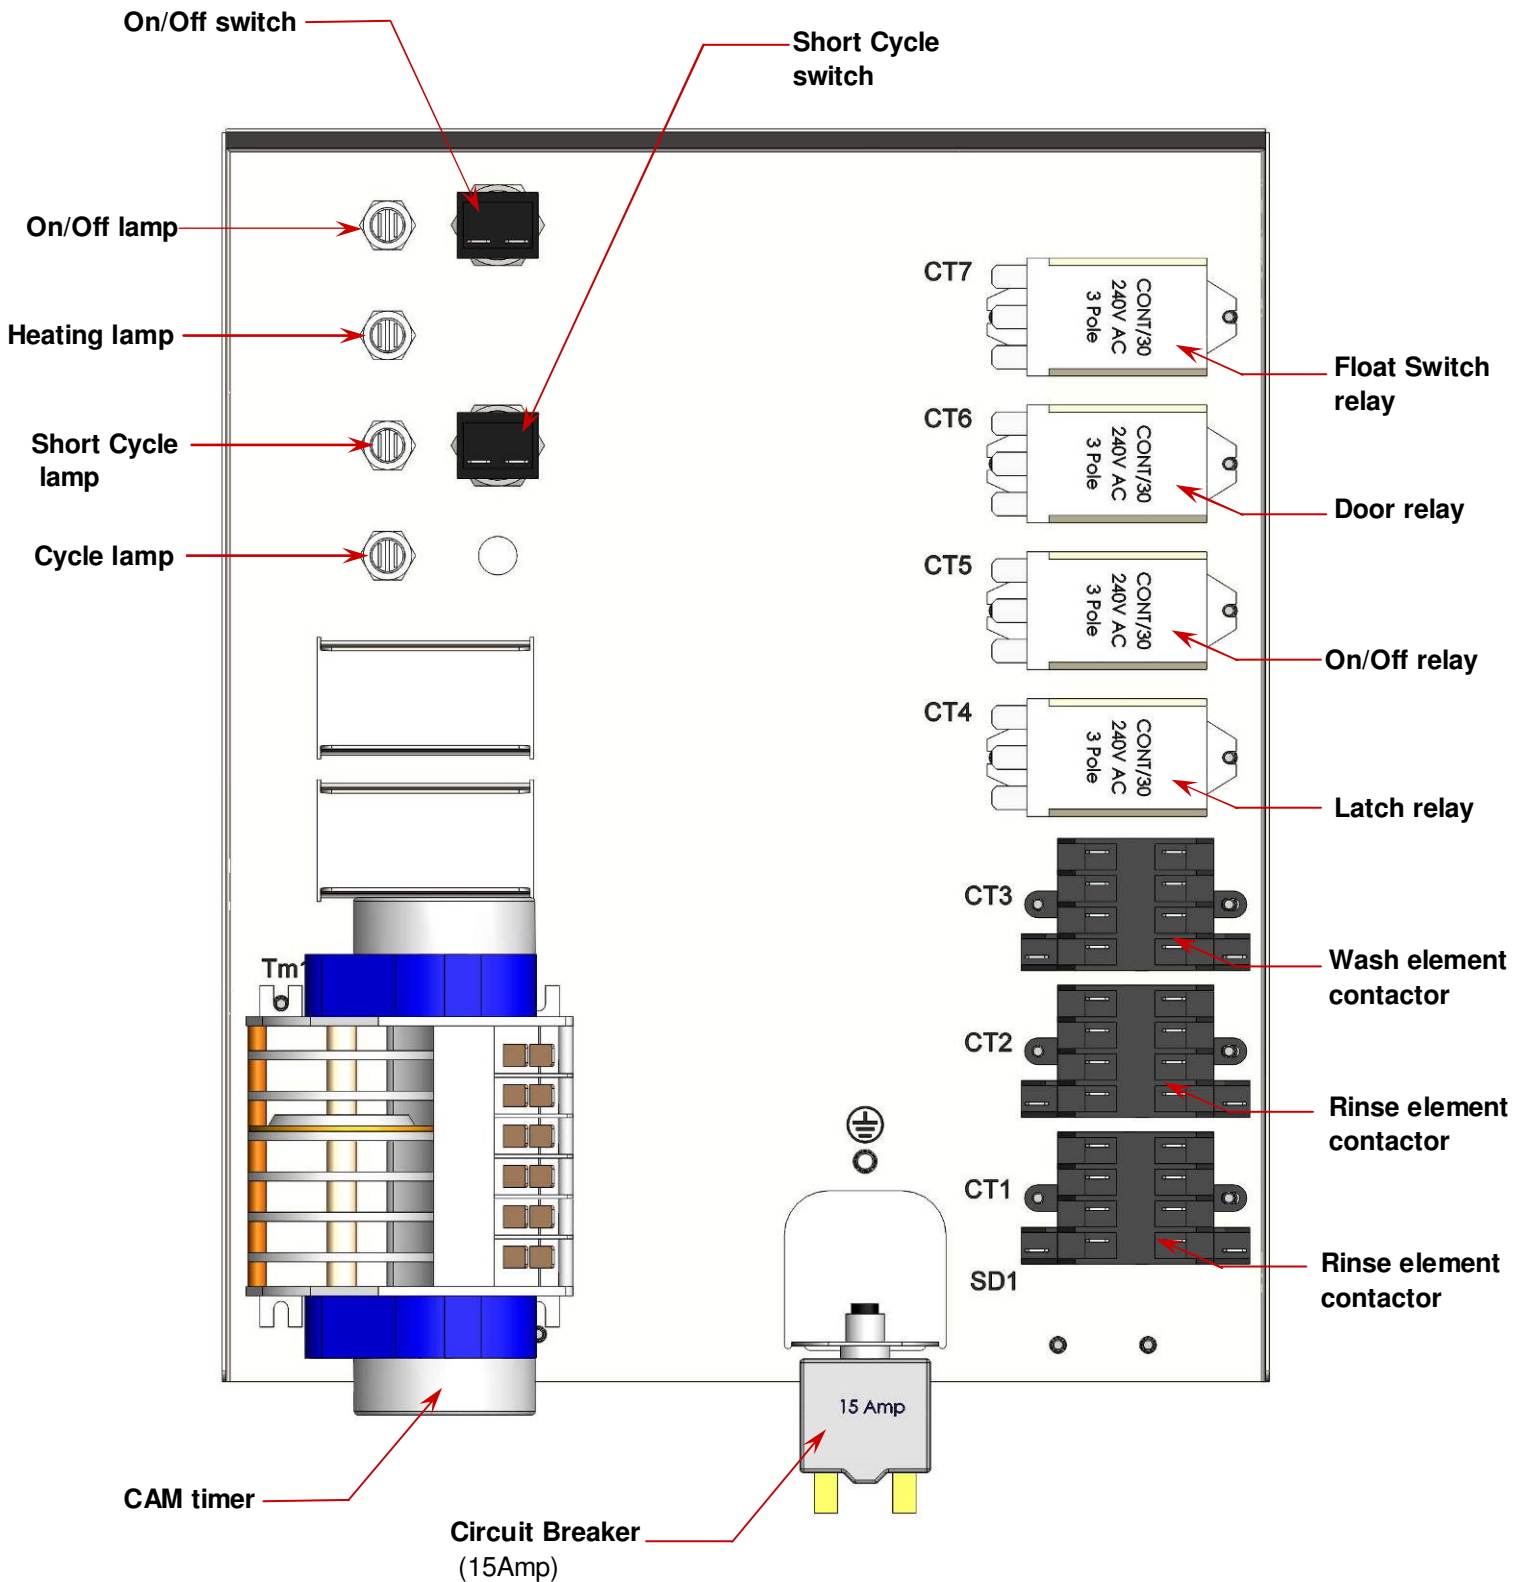 On/Off switch
Short Cycle
switch
On/Off lamp
Heating lamp
Short Cycle
lamp
Cycle lamp
CT7
CONT/30
240V AC
3 Pole
Float Switch
relay
CT6
CONT/30
240V AC
3 Pole
Door relay
CT5
CONT/30
240V AC
3 Pole
On/Off relay
CT4
CONT/30
240V AC
3 Pole
Latch relay
CT3
Wash element
contactor
Tm1
CT2
Rinse element
contactor
CT1
Rinse element
contactor
SD1
15 Amp
CAM timer
Circuit Breaker
(15Amp)